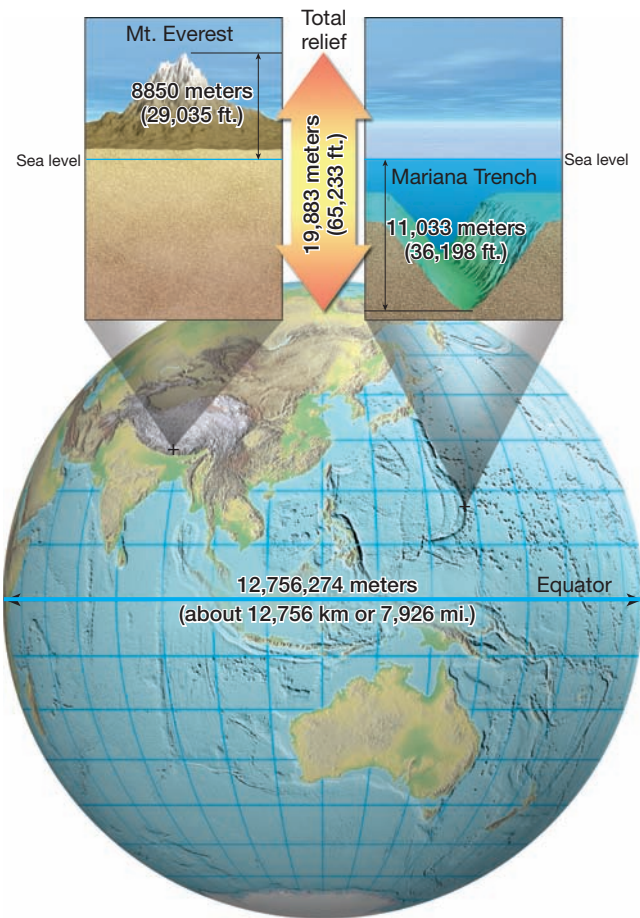 Total
relief
Mt. Everest
8850 meters
(29,035 ft.)
Sea level
19,883 meters
(65,233 ft.)
Sea level
Mariana Trench
11,033 meters
(36,198 ft.)
12,756,274 meters
Equator
(about 12,756 km or 7,926 mi.)